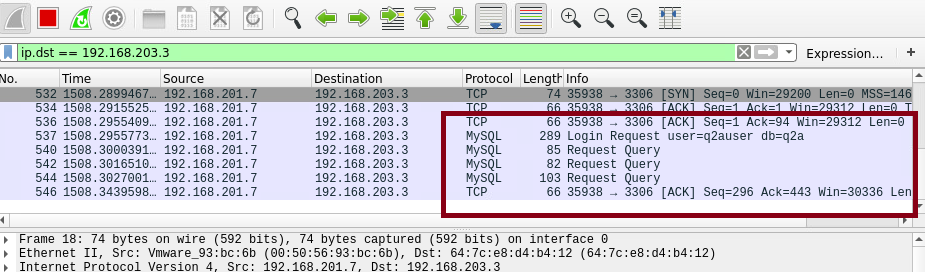 ip.dst == 192.168.203.3 Expression… +
No. Time Source Destination Protocol Length Info
532 1508.2899467… 192.168.201.7 192.168.203.3 TCP 74 35938 → 3306 [SYN] Seq=0 Win=29200 Len=0 MSS=146
534 1508.2915525… 192.168.201.7 192.168.203.3 TCP 66 35938 → 3306 [ACK] Seq=1 Ack=1 Win=29312 Len=0 T
536 1508.2955409… 192.168.201.7 192.168.203.3 TCP 66 35938 → 3306 [ACK] Seq=1 Ack=94 Win=29312 Len=0
537 1508.2955773… 192.168.201.7 192.168.203.3 MySQL 289 Login Request user=q2auser db=q2a
540 1508.3000391… 192.168.201.7 192.168.203.3 MySQL 85 Request Query
542 1508.3016510… 192.168.201.7 192.168.203.3 MySQL 82 Request Query
544 1508.3027001… 192.168.201.7 192.168.203.3 MySQL 103 Request Query
546 1508.3439598… 192.168.201.7 192.168.203.3 TCP 66 35938 → 3306 [ACK] Seq=296 Ack=443 Win=30336 Len
Frame 18: 74 bytes on wire (592 bits), 74 bytes captured (592 bits) on interface 0
Ethernet II, Src: Vmware_93:bc:6b (00:50:56:93:bc:6b), Dst: 64:7c:e8:d4:b4:12 (64:7c:e8:d4:b4:12)
Internet Protocol Version 4, Src: 192.168.201.7, Dst: 192.168.203.3